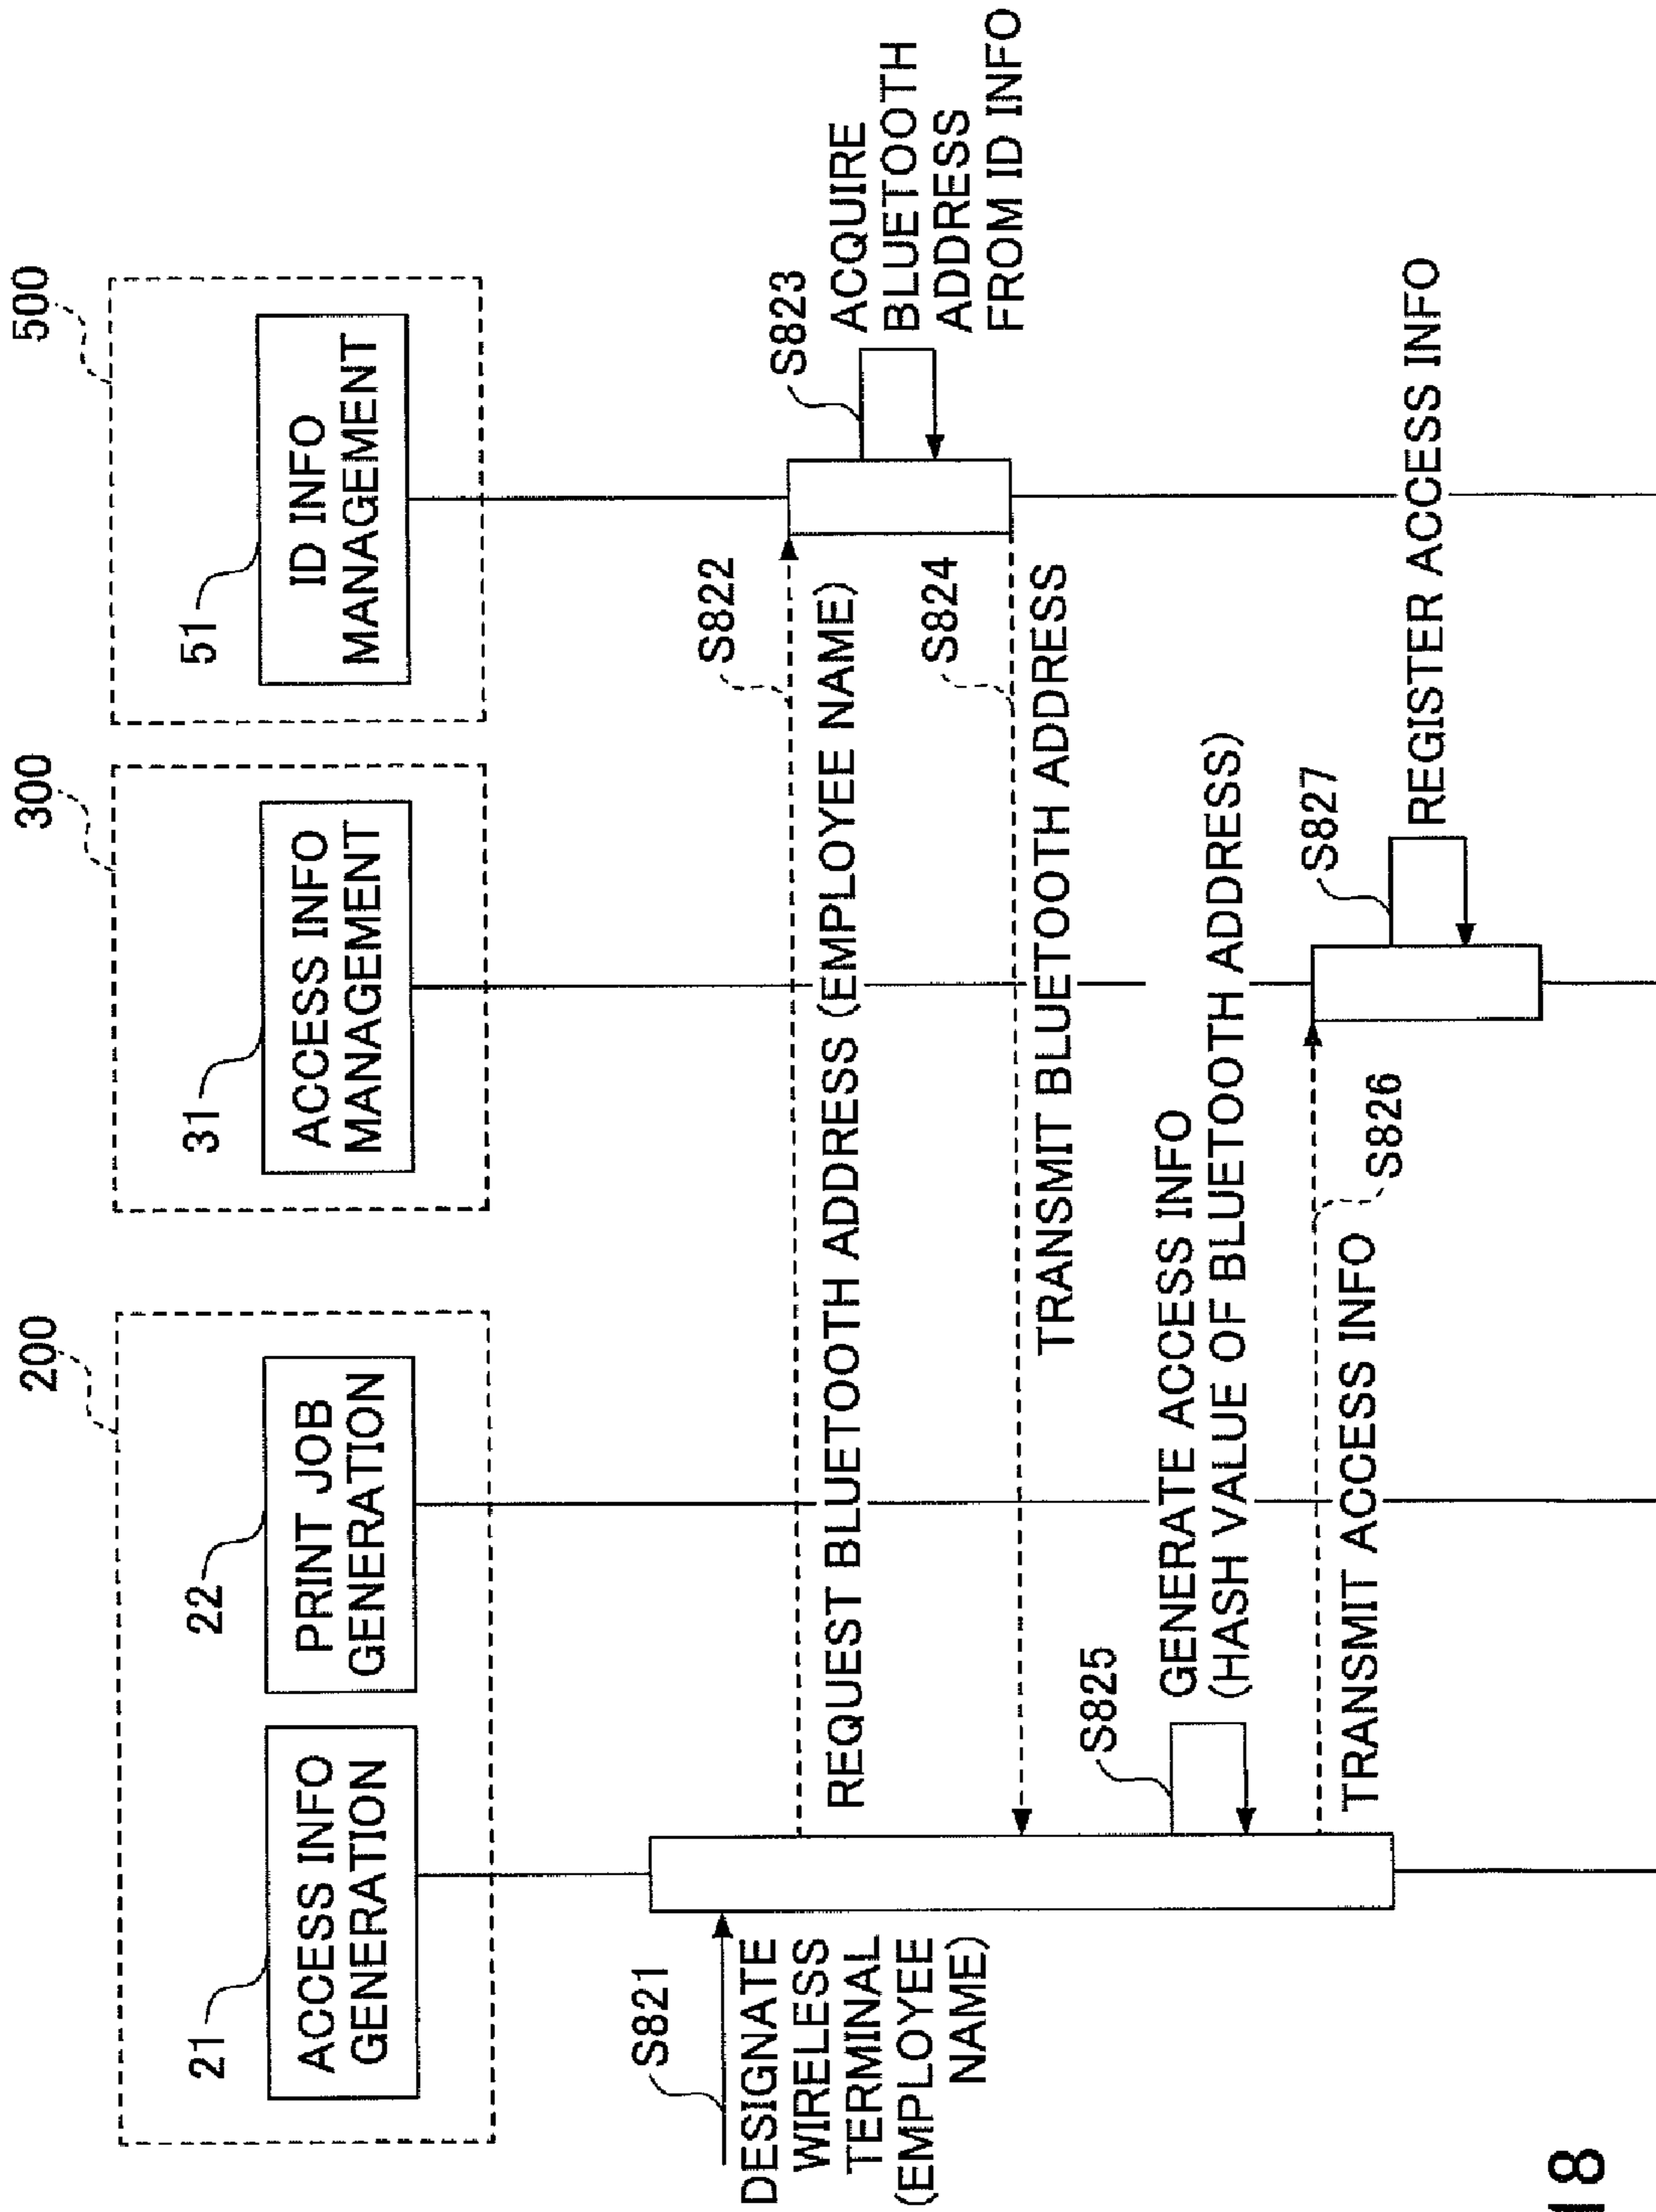 200
300
500
21
22
31
51
ACCESS INFO
GENERATION
PRINT JOB
GENERATION
ACCESS INFO
MANAGEMENT
ID INFO
MANAGEMENT
S821
DESIGNATE
WIRELESS
TERMINAL
(EMPLOYEE
NAME)
S822
REQUEST BLUETOOTH ADDRESS (EMPLOYEE NAME)
S823
ACQUIRE
BLUETOOTH
ADDRESS
FROM ID INFO
S824
TRANSMIT BLUETOOTH ADDRESS
S825
GENERATE ACCESS INFO
(HASH VALUE OF BLUETOOTH ADDRESS)
TRANSMIT ACCESS INFO
S826
S827
REGISTER ACCESS INFO
18